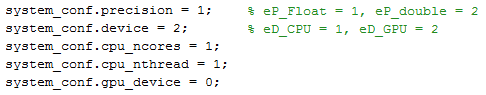 system_conf.precision = 1;    % eP_Float = 1, eP_double = 2
system_conf.device = 2;       % eD_CPU = 1, eD_GPU = 2
system_conf.cpu_ncores = 1;
system_conf.cpu_nthread = 1;
system_conf.gpu_device = 0;